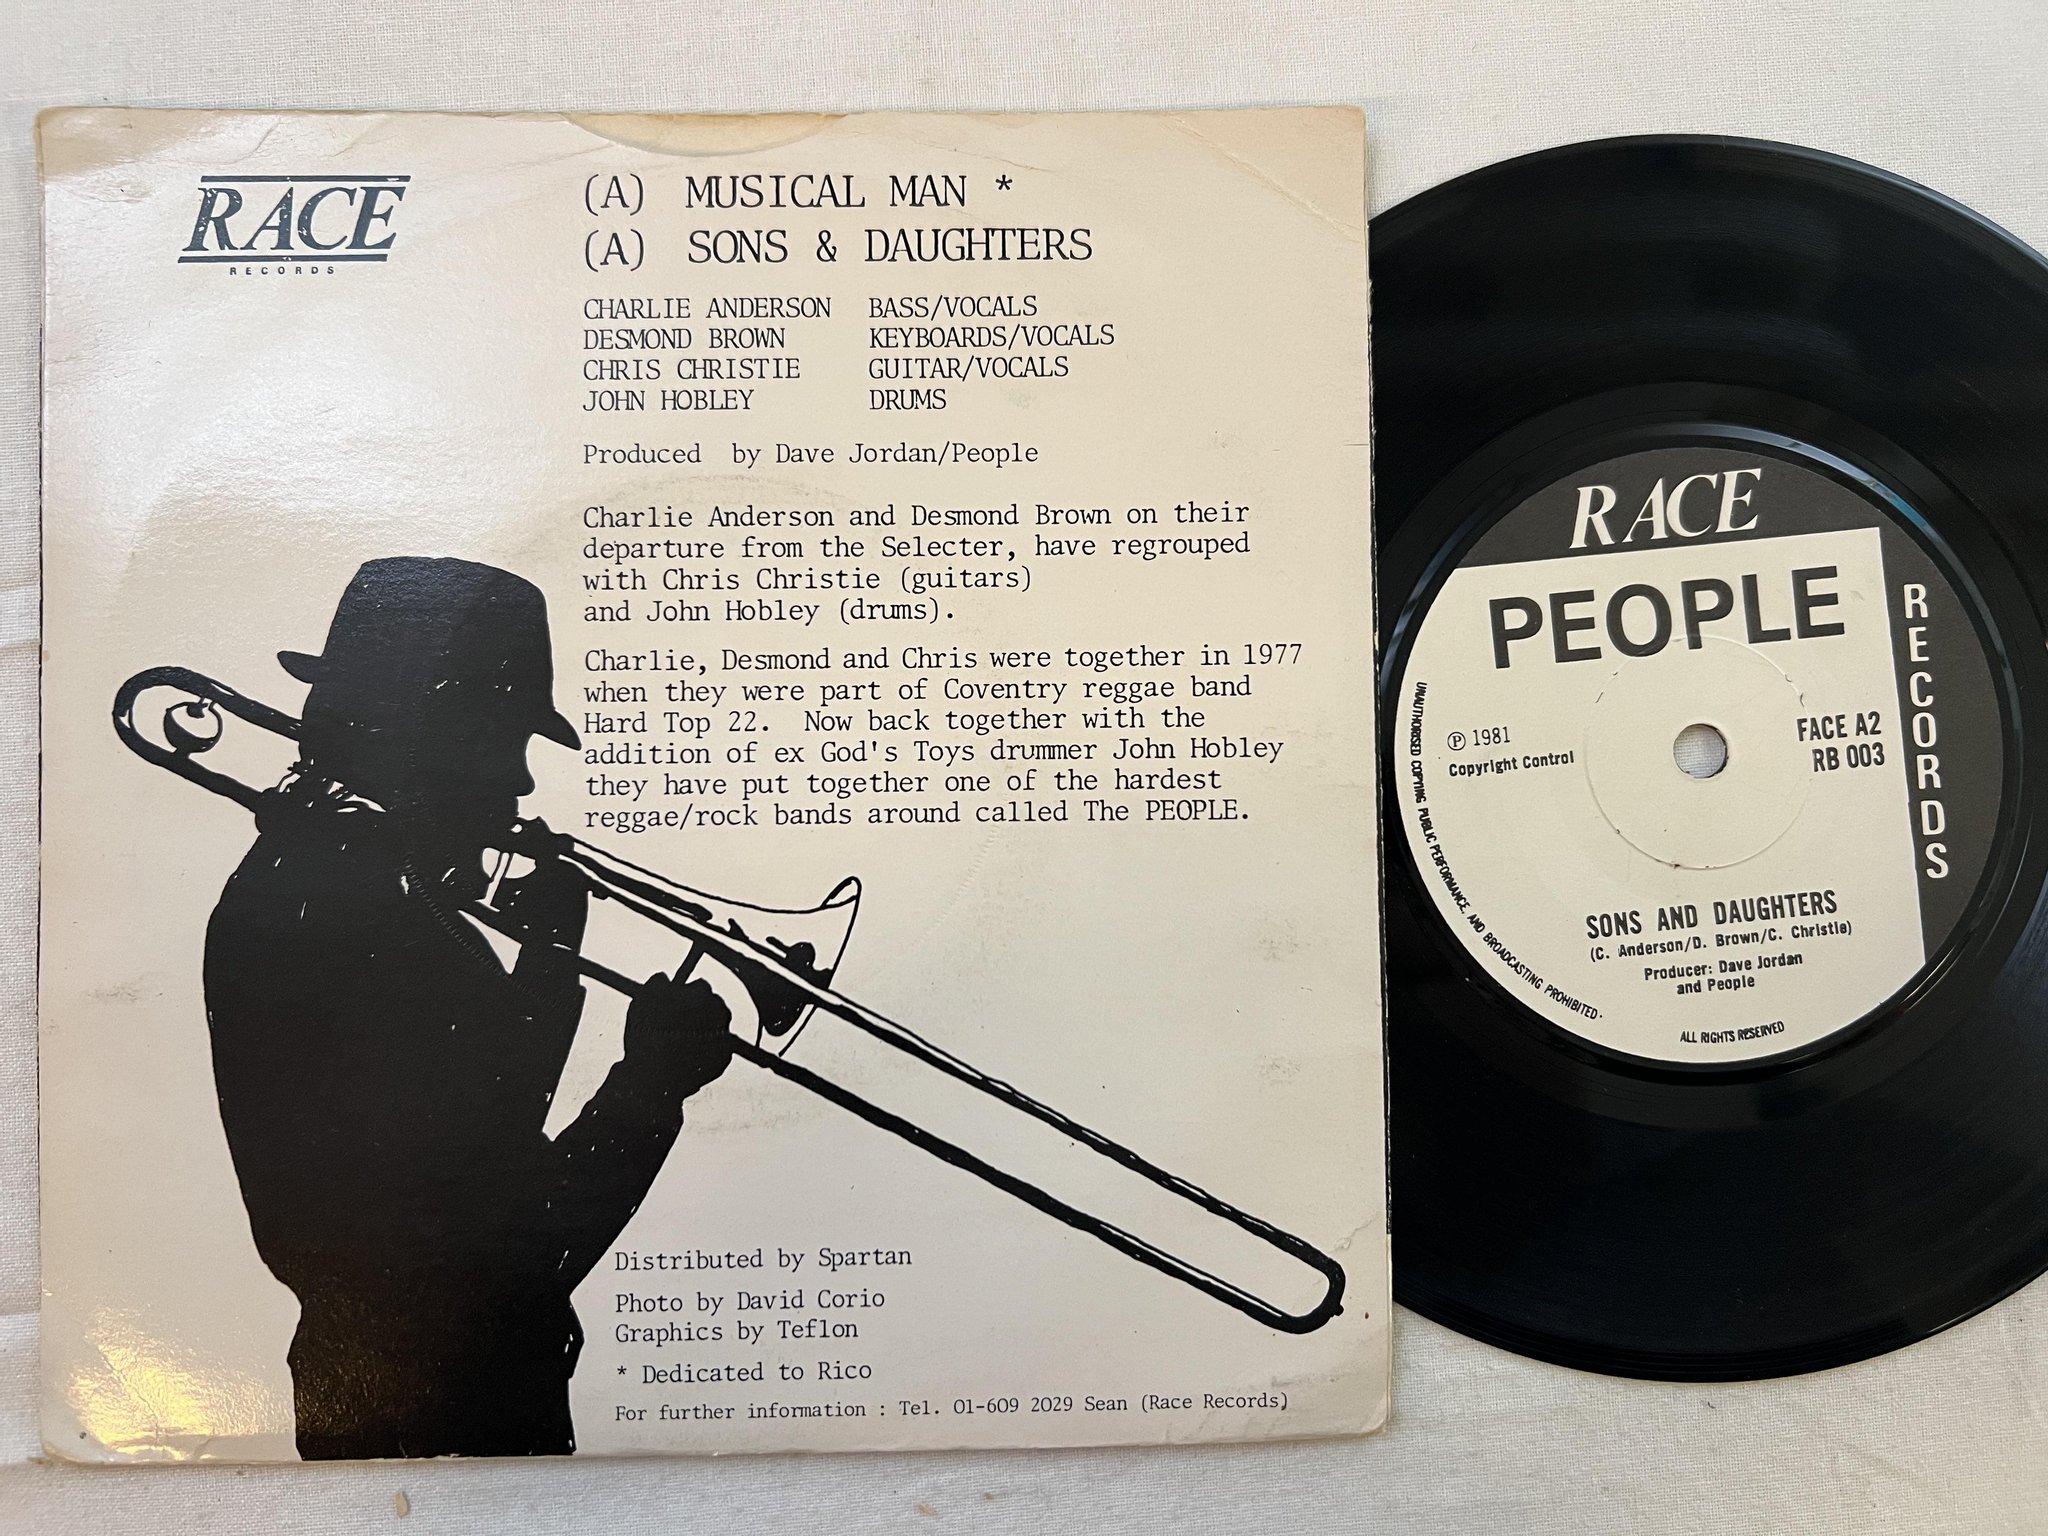 RACE
RECORDS
(A) MUSICAL MAN *
(A) SONS & DAUGHTERS
CHARLIE ANDERSON BASS/VOCALS
DESMOND BROWN KEYBOARDS/VOCALS
CHRIS CHRISTIE GUITAR/VOCALS
JOHN HOBLEY DRUMS
Produced by Dave Jordan/People
Charlie Anderson and Desmond Brown on their
departure from the Selecter, have regrouped
with Chris Christie (guitars)
and John Hobley (drums).
Charlie, Desmond and Chris were together in 1977
when they were part of Coventry reggae band
Hard Top 22. Now back together with the
addition of ex God's Toys drummer John Hobley
they have put together one of the hardest
reggae/rock bands around called The PEOPLE.
Distributed by Spartan
Photo by David Corio
Graphics by Teflon
* Dedicated to Rico
For further information : Tel. 01-609 2029 Sean (Race Records)
RACE
RECORDS
PEOPLE
℗ 1981
Copyright Control
FACE A2
RB 003
SONS AND DAUGHTERS
(C. Anderson/D. Brown/C. Christie)
Producer: Dave Jordan
and People
UNAUTHORISED COPYING PUBLIC PERFORMANCE, AND BROADCASTING PROHIBITED.
ALL RIGHTS RESERVED